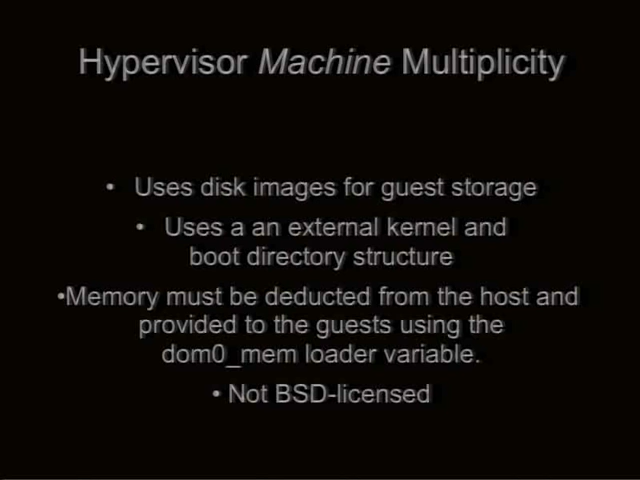 Hypervisor Machine Multiplicity
• Uses disk images for guest storage
• Uses a an external kernel and
boot directory structure
•Memory must be deducted from the host and
provided to the guests using the
dom0_mem loader variable.
• Not BSD-licensed